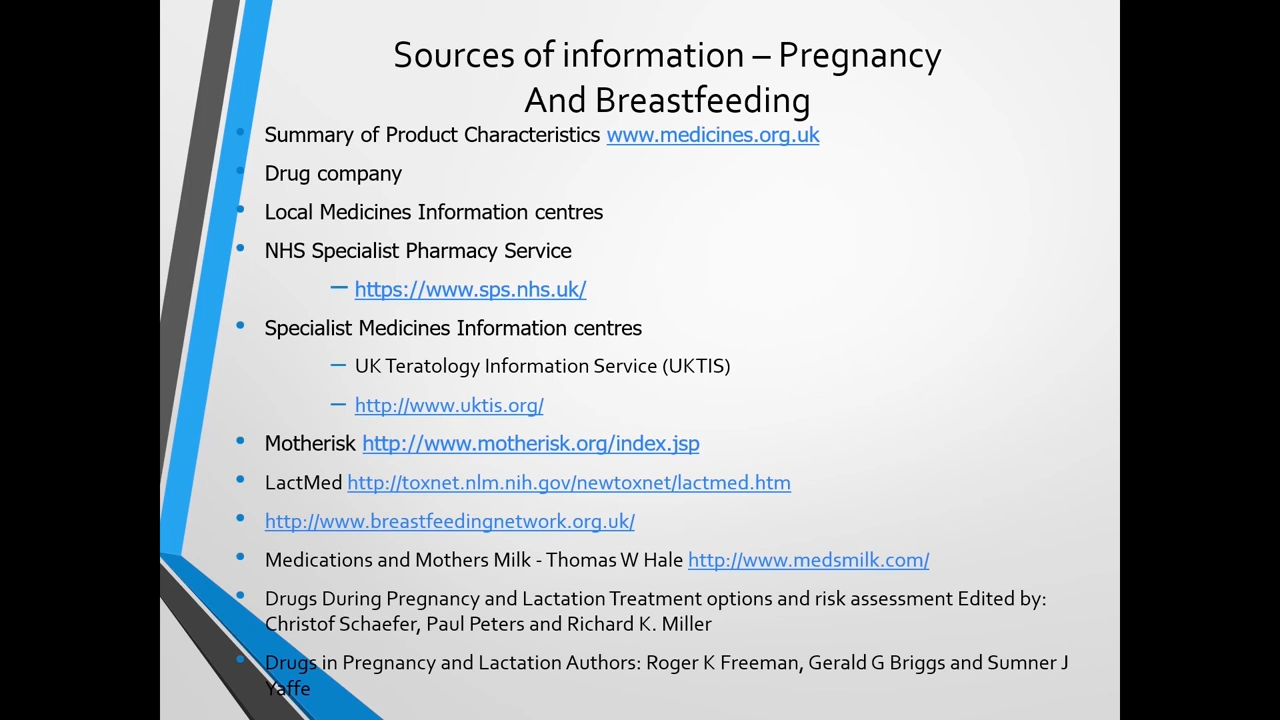 Sources of information – Pregnancy
And Breastfeeding
• Summary of Product Characteristics www.medicines.org.uk
• Drug company
• Local Medicines Information centres
• NHS Specialist Pharmacy Service
– https://www.sps.nhs.uk/
• Specialist Medicines Information centres
– UK Teratology Information Service (UKTIS)
– http://www.uktis.org/
• Motherisk http://www.motherisk.org/index.jsp
• LactMed http://toxnet.nlm.nih.gov/newtoxnet/lactmed.htm
• http://www.breastfeedingnetwork.org.uk/
• Medications and Mothers Milk - Thomas W Hale http://www.medsmilk.com/
• Drugs During Pregnancy and Lactation Treatment options and risk assessment Edited by:
Christof Schaefer, Paul Peters and Richard K. Miller
• Drugs in Pregnancy and Lactation Authors: Roger K Freeman, Gerald G Briggs and Sumner J
Yaffe